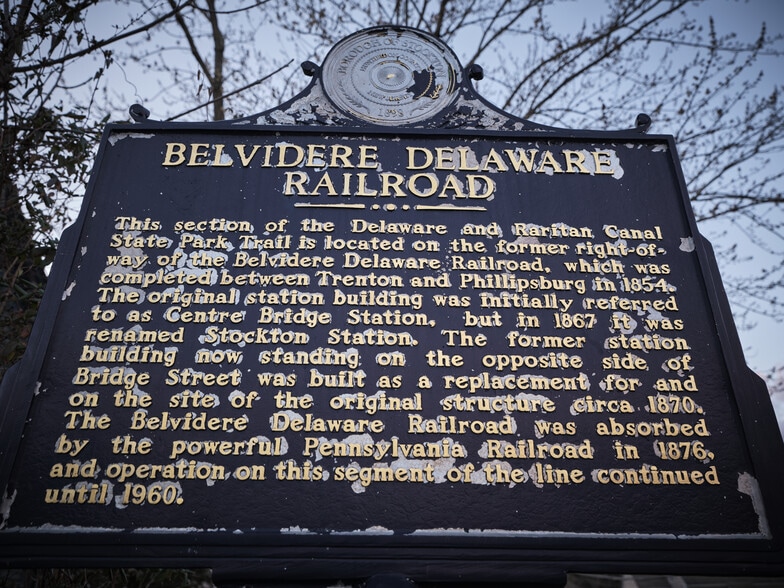 1898
BELVIDERE DELAWARE
RAILROAD
This section of the Delaware and Raritan Canal
State Park Trail is located on the former right-of-
way of the Belvidere Delaware Railroad, which was
completed between Trenton and Phillipsburg in 1854.
The original station building was initially referred
to as Centre Bridge Station, but in 1867 it was
renamed Stockton Station. The former station
building now standing on the opposite side of
Bridge Street was built as a replacement for and
on the site of the original structure circa 1870.
The Belvidere Delaware Railroad was absorbed
by the powerful Pennsylvania Railroad in 1876,
and operation on this segment of the line continued
until 1960.